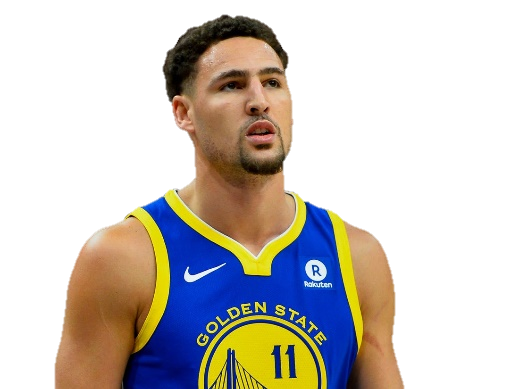 R
Rakuten
GOLDEN STATE
11